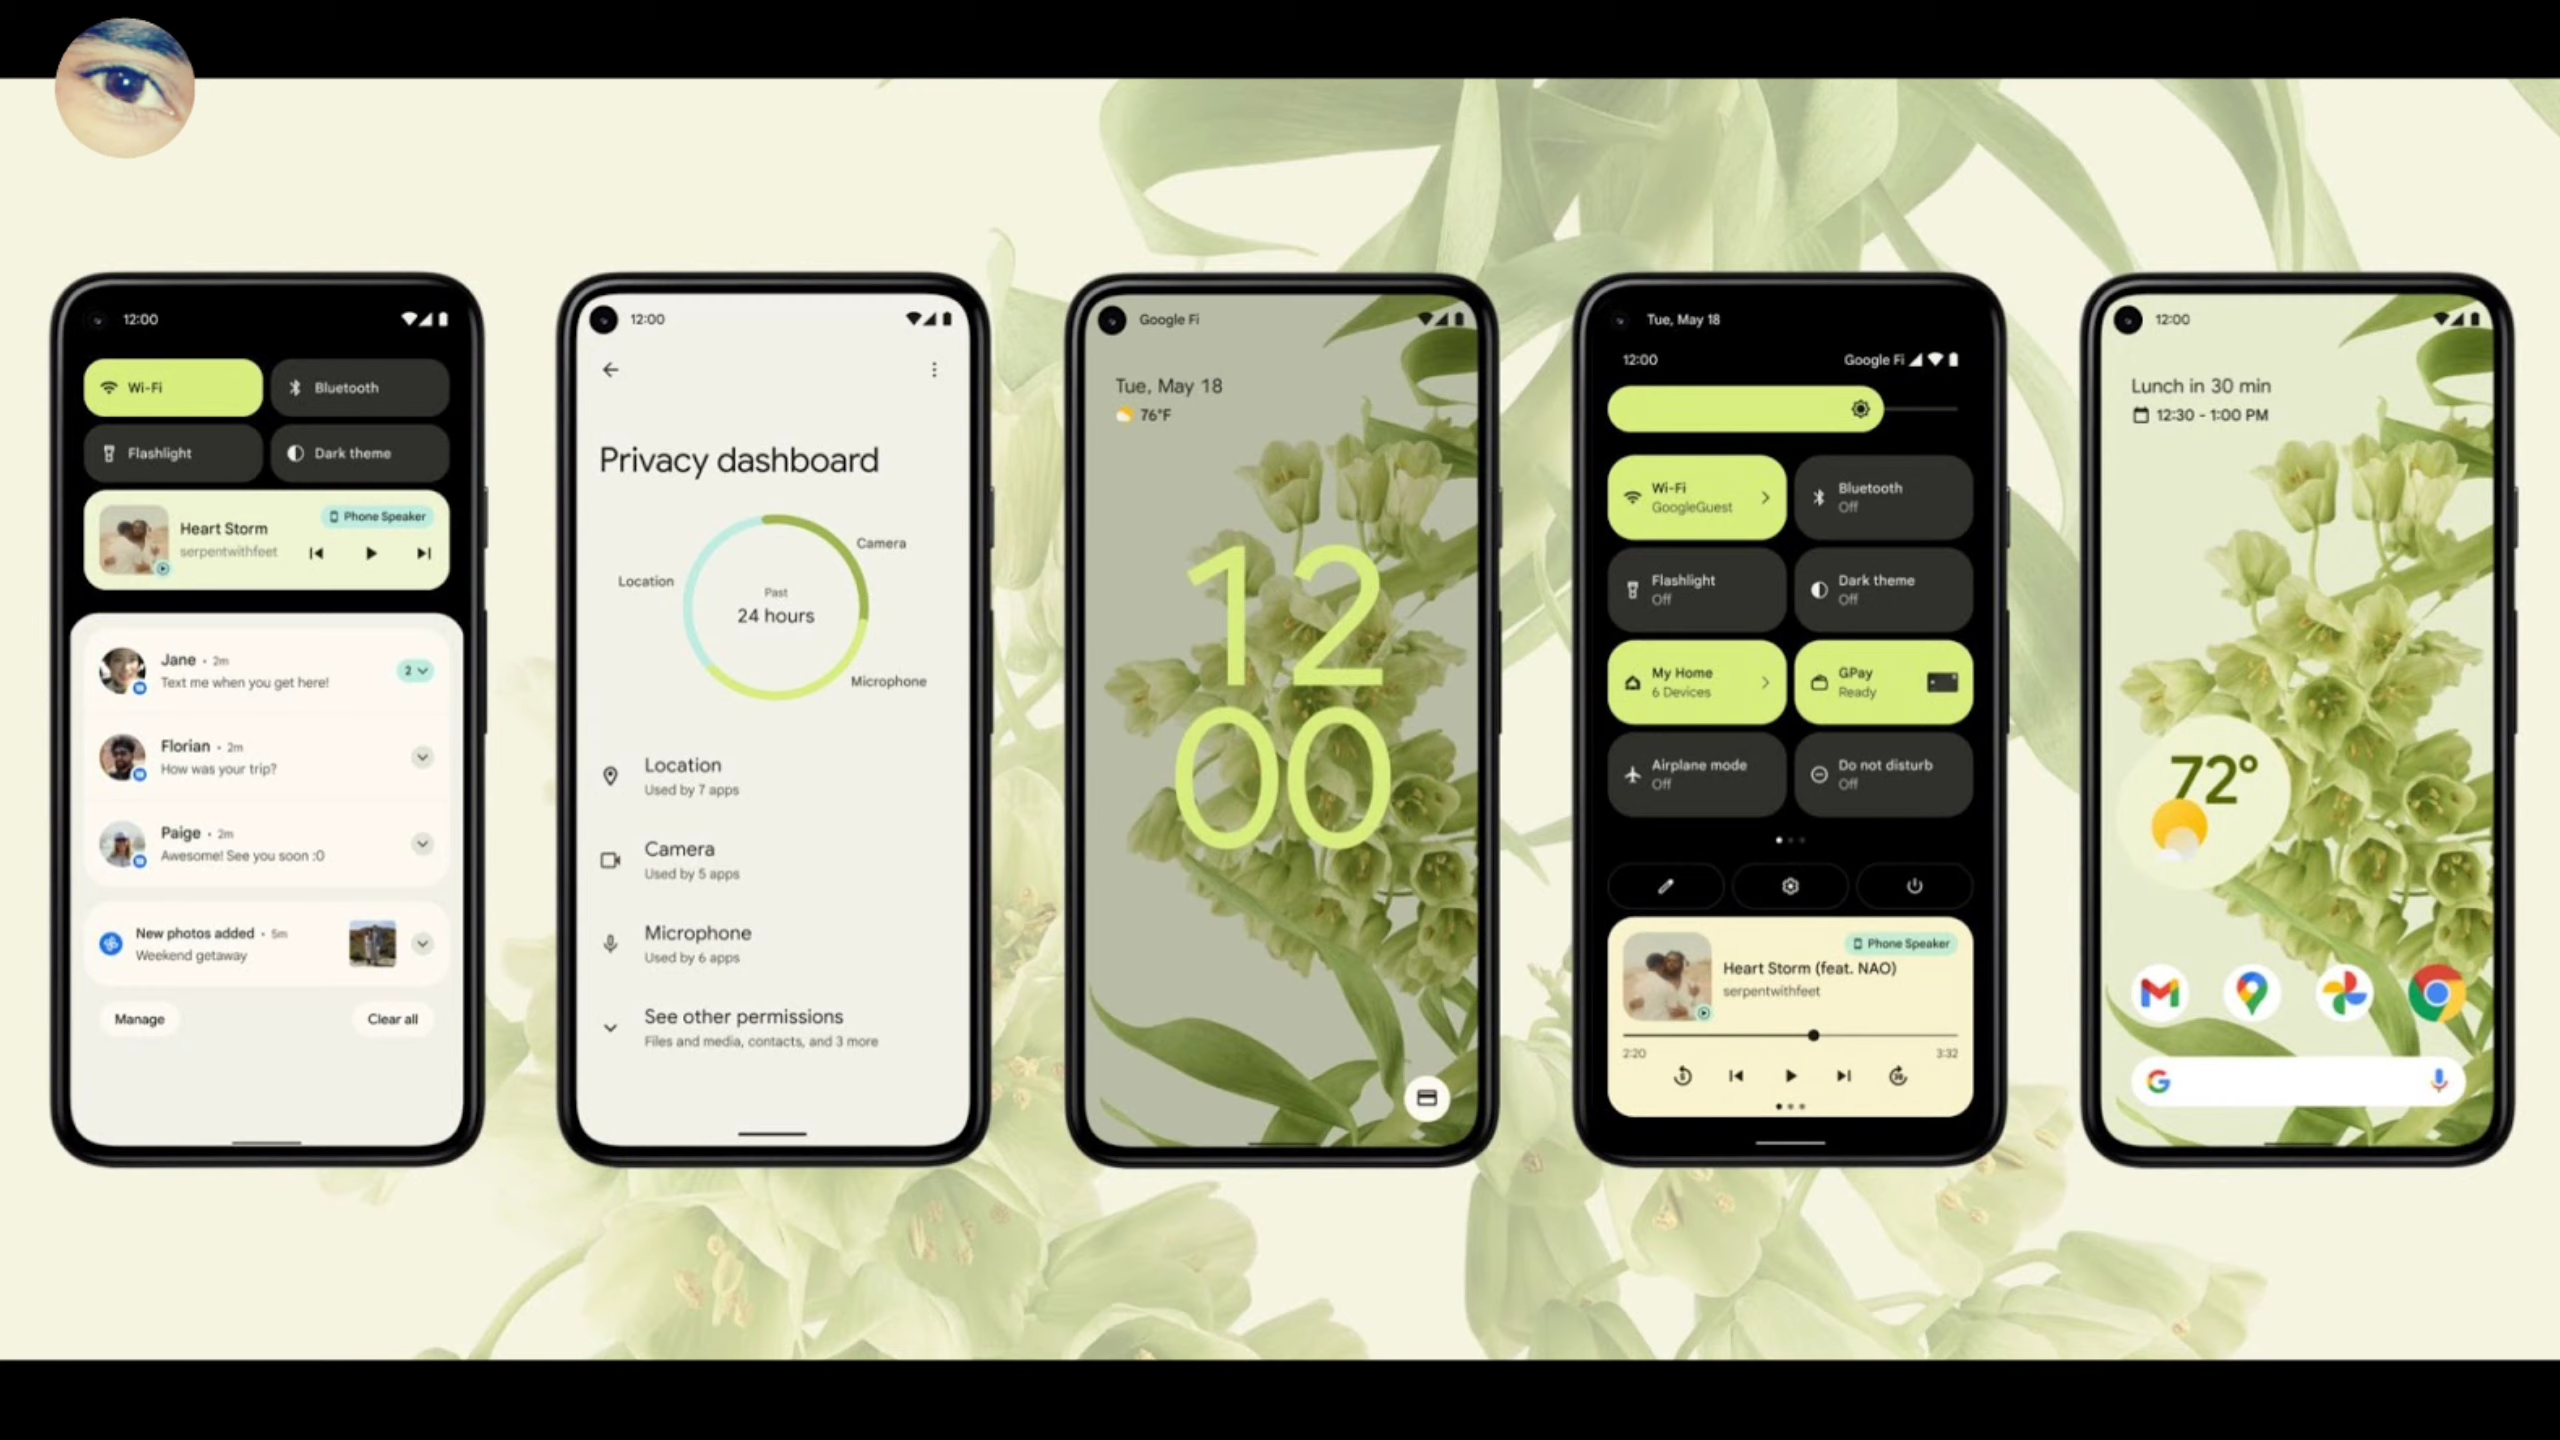 12:00
Wi-Fi
Bluetooth
Flashlight
Dark theme
Phone Speaker
Heart Storm
serpentwithfeet
Jane • 2m
Text me when you get here!
2
Florian • 2m
How was your trip?
Paige • 2m
Awesome! See you soon :O
New photos added • 5m
Weekend getaway
Manage
Clear all
12:00
Privacy dashboard
Camera
Location
Past
24 hours
Microphone
Location
Used by 7 apps
Camera
Used by 5 apps
Microphone
Used by 6 apps
See other permissions
Files and media, contacts, and 3 more
Google Fi
Tue, May 18
76°F
12
00
Tue, May 18
12:00
Google Fi
Wi-Fi
GoogleGuest
Bluetooth
Off
Flashlight
Off
Dark theme
Off
My Home
6 Devices
GPay
Ready
Airplane mode
Off
Do not disturb
Off
Phone Speaker
Heart Storm (feat. NAO)
serpentwithfeet
2:20
3:32
12:00
Lunch in 30 min
12:30 - 1:00 PM
72°